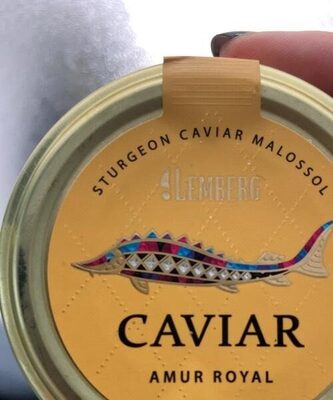 STURGEON CAVIAR MALOSSOL
LEMBERG
CAVIAR
AMUR ROYAL